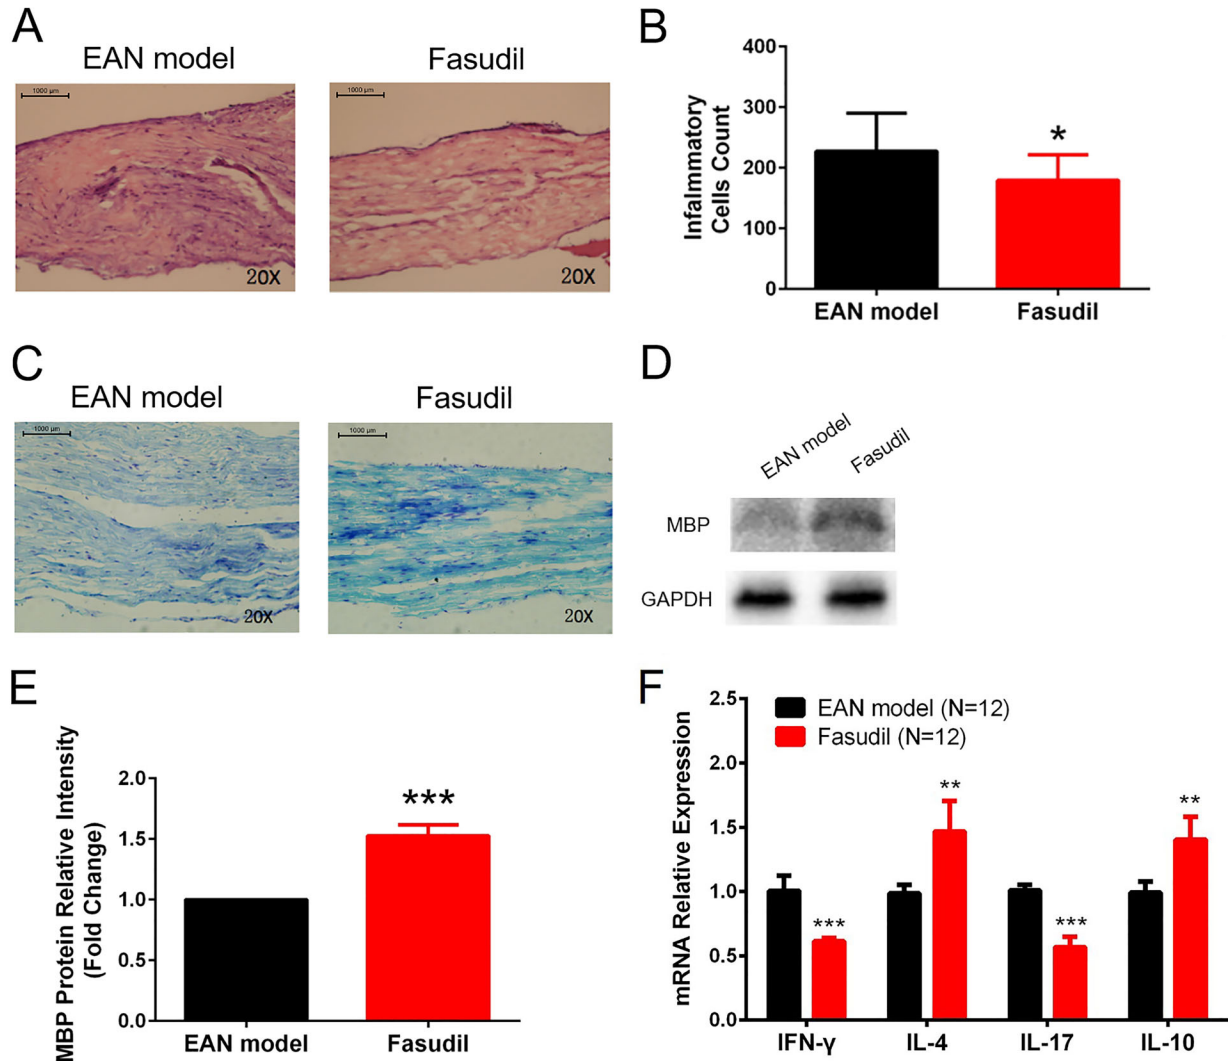 A
EAN model
Fasudil
1000 μm
1000 μm
20X
20X
B
Infalmmatory
Cells Count
400
300
200
100
0
*
EAN model
Fasudil
C
EAN model
Fasudil
1000 μm
1000 μm
20X
20X
D
EAN model
Fasudil
MBP
GAPDH
E
MBP Protein Relative Intensity
(Fold Change)
2.0
1.5
1.0
0.5
0.0
***
EAN model
Fasudil
F
mRNA Relative Expression
2.5
2.0
1.5
1.0
0.5
0.0
EAN model (N=12)
Fasudil (N=12)
***
**
***
**
IFN-γ
IL-4
IL-17
IL-10